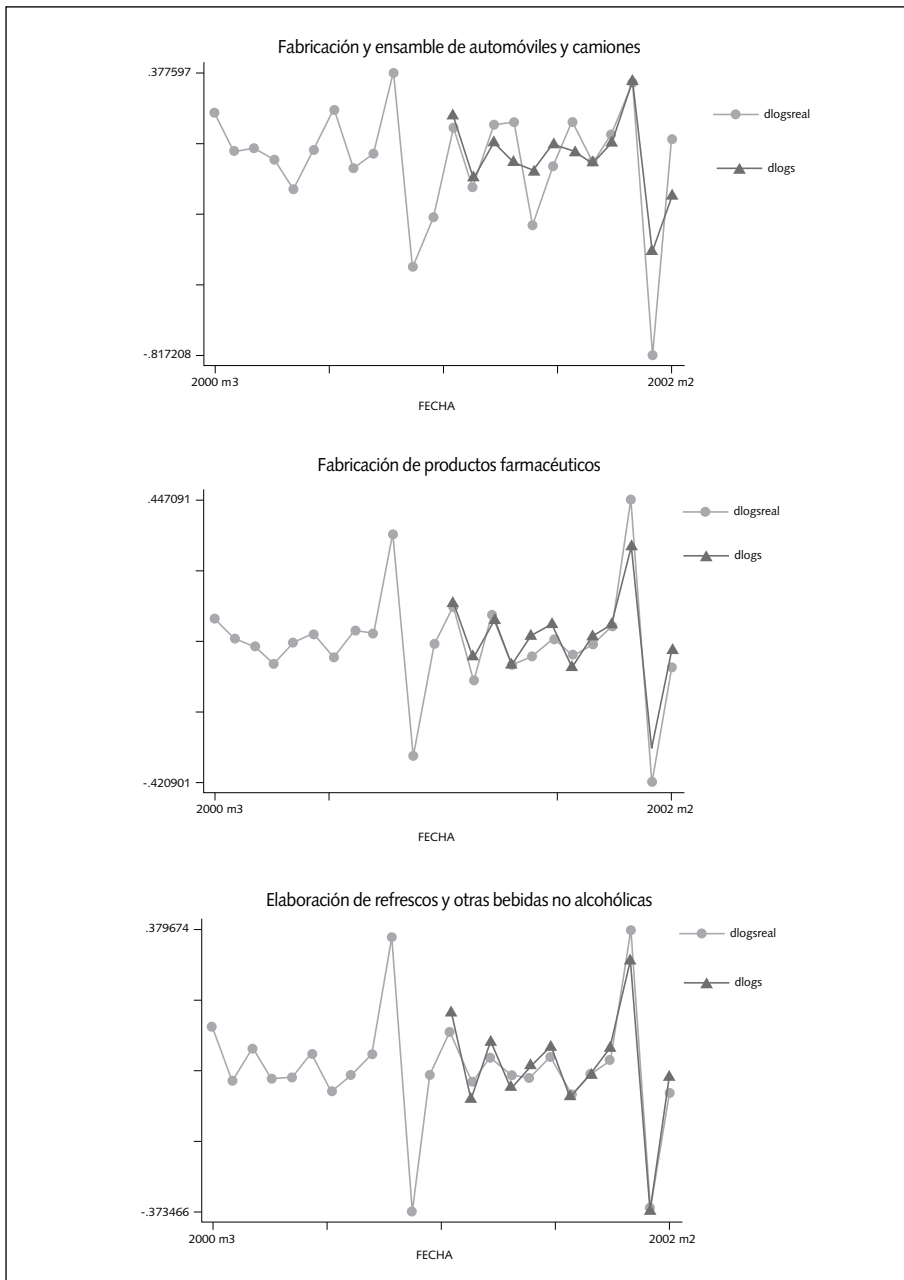 Fabricación y ensamble de automóviles y camiones
.377597
dlogsreal
dlogs
-.817208
2000 m3
2002 m2
FECHA
Fabricación de productos farmacéuticos
.447091
dlogsreal
dlogs
-.420901
2000 m3
2002 m2
FECHA
Elaboración de refrescos y otras bebidas no alcohólicas
.379674
dlogsreal
dlogs
-.373466
2000 m3
2002 m2
FECHA